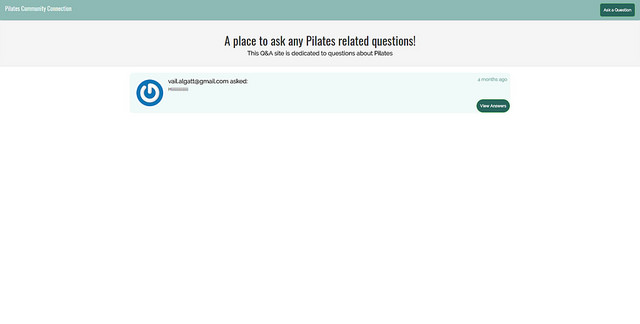 Pilates Community Connection
Ask a Question
A place to ask any Pilates related questions!
This Q&A site is dedicated to questions about Pilates
vail.algatt@gmail.com asked:
4 months ago
View Answers